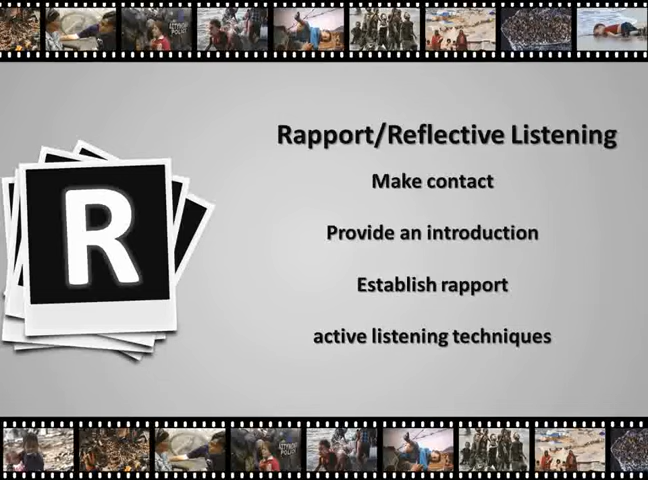 Rapport/Reflective Listening
Make contact
R
Provide an introduction
Establish rapport
active listening techniques